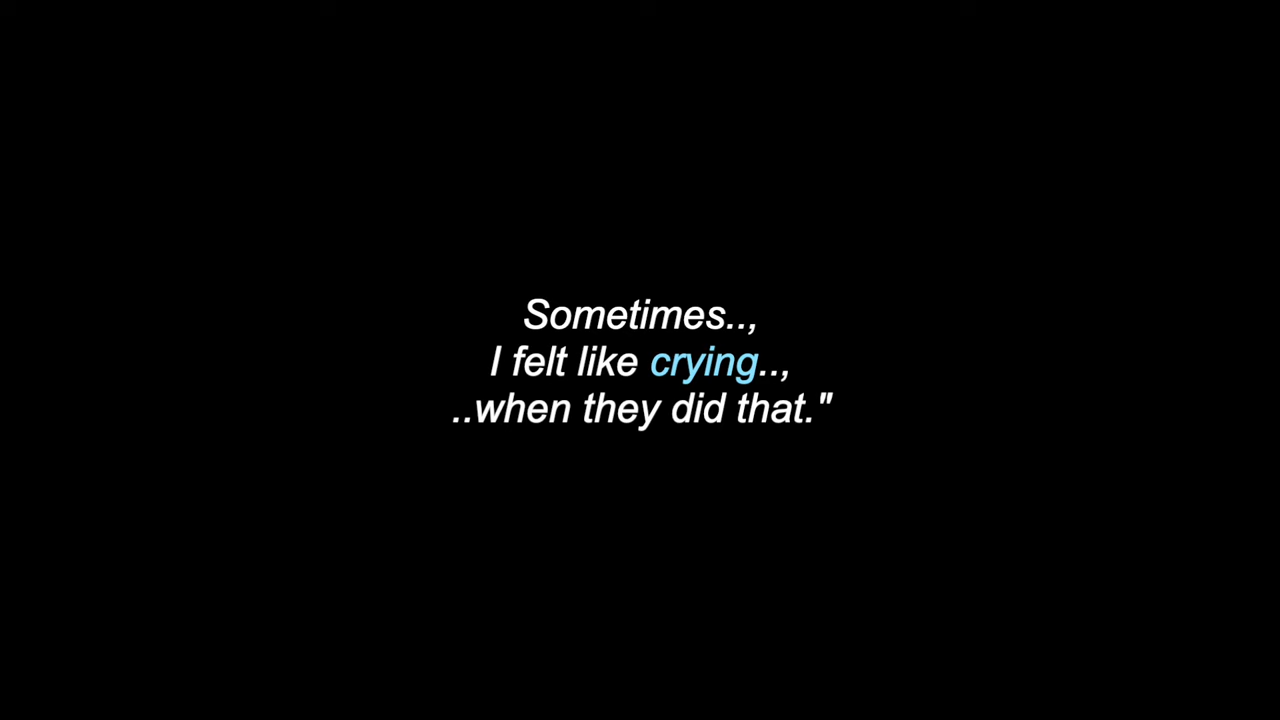 Sometimes..,
I felt like crying..,
..when they did that."